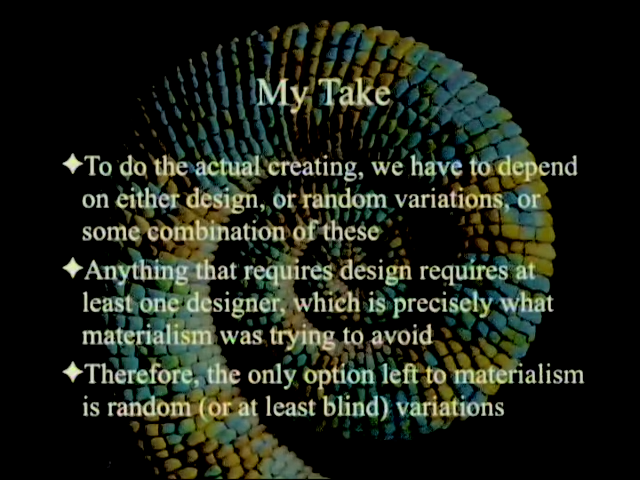 My Take
✦To do the actual creating, we have to depend
on either design, or random variations, or
some combination of these
✦Anything that requires design requires at
least one designer, which is precisely what
materialism was trying to avoid
✦Therefore, the only option left to materialism
is random (or at least blind) variations